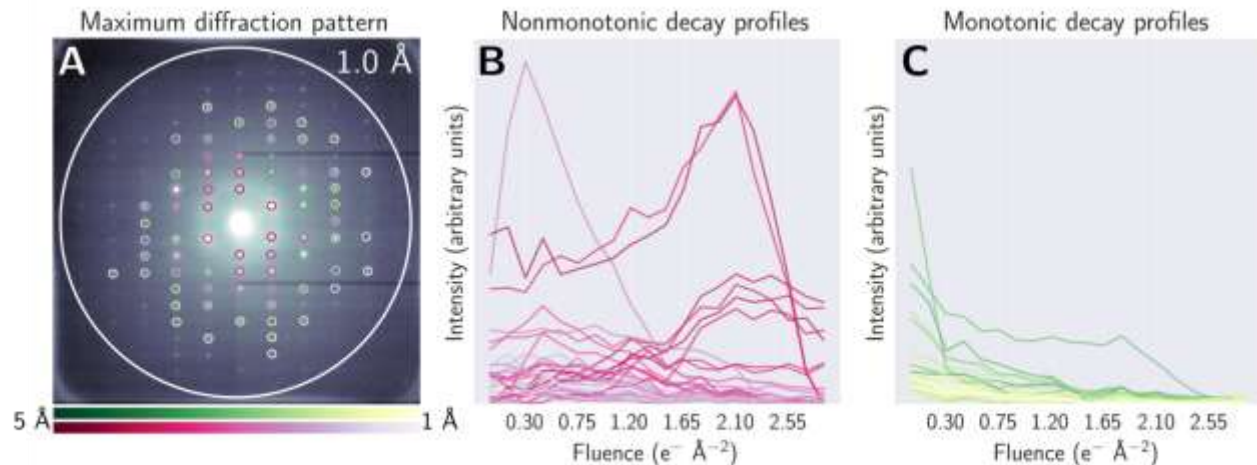 Maximum diffraction pattern
A
1.0 Å
5 Å
1 Å
Nonmonotonic decay profiles
B
Intensity (arbitrary units)
0.30 0.75 1.20 1.65 2.10 2.55
Fluence (e⁻ Å⁻²)
Monotonic decay profiles
C
Intensity (arbitrary units)
0.30 0.75 1.20 1.65 2.10 2.55
Fluence (e⁻ Å⁻²)